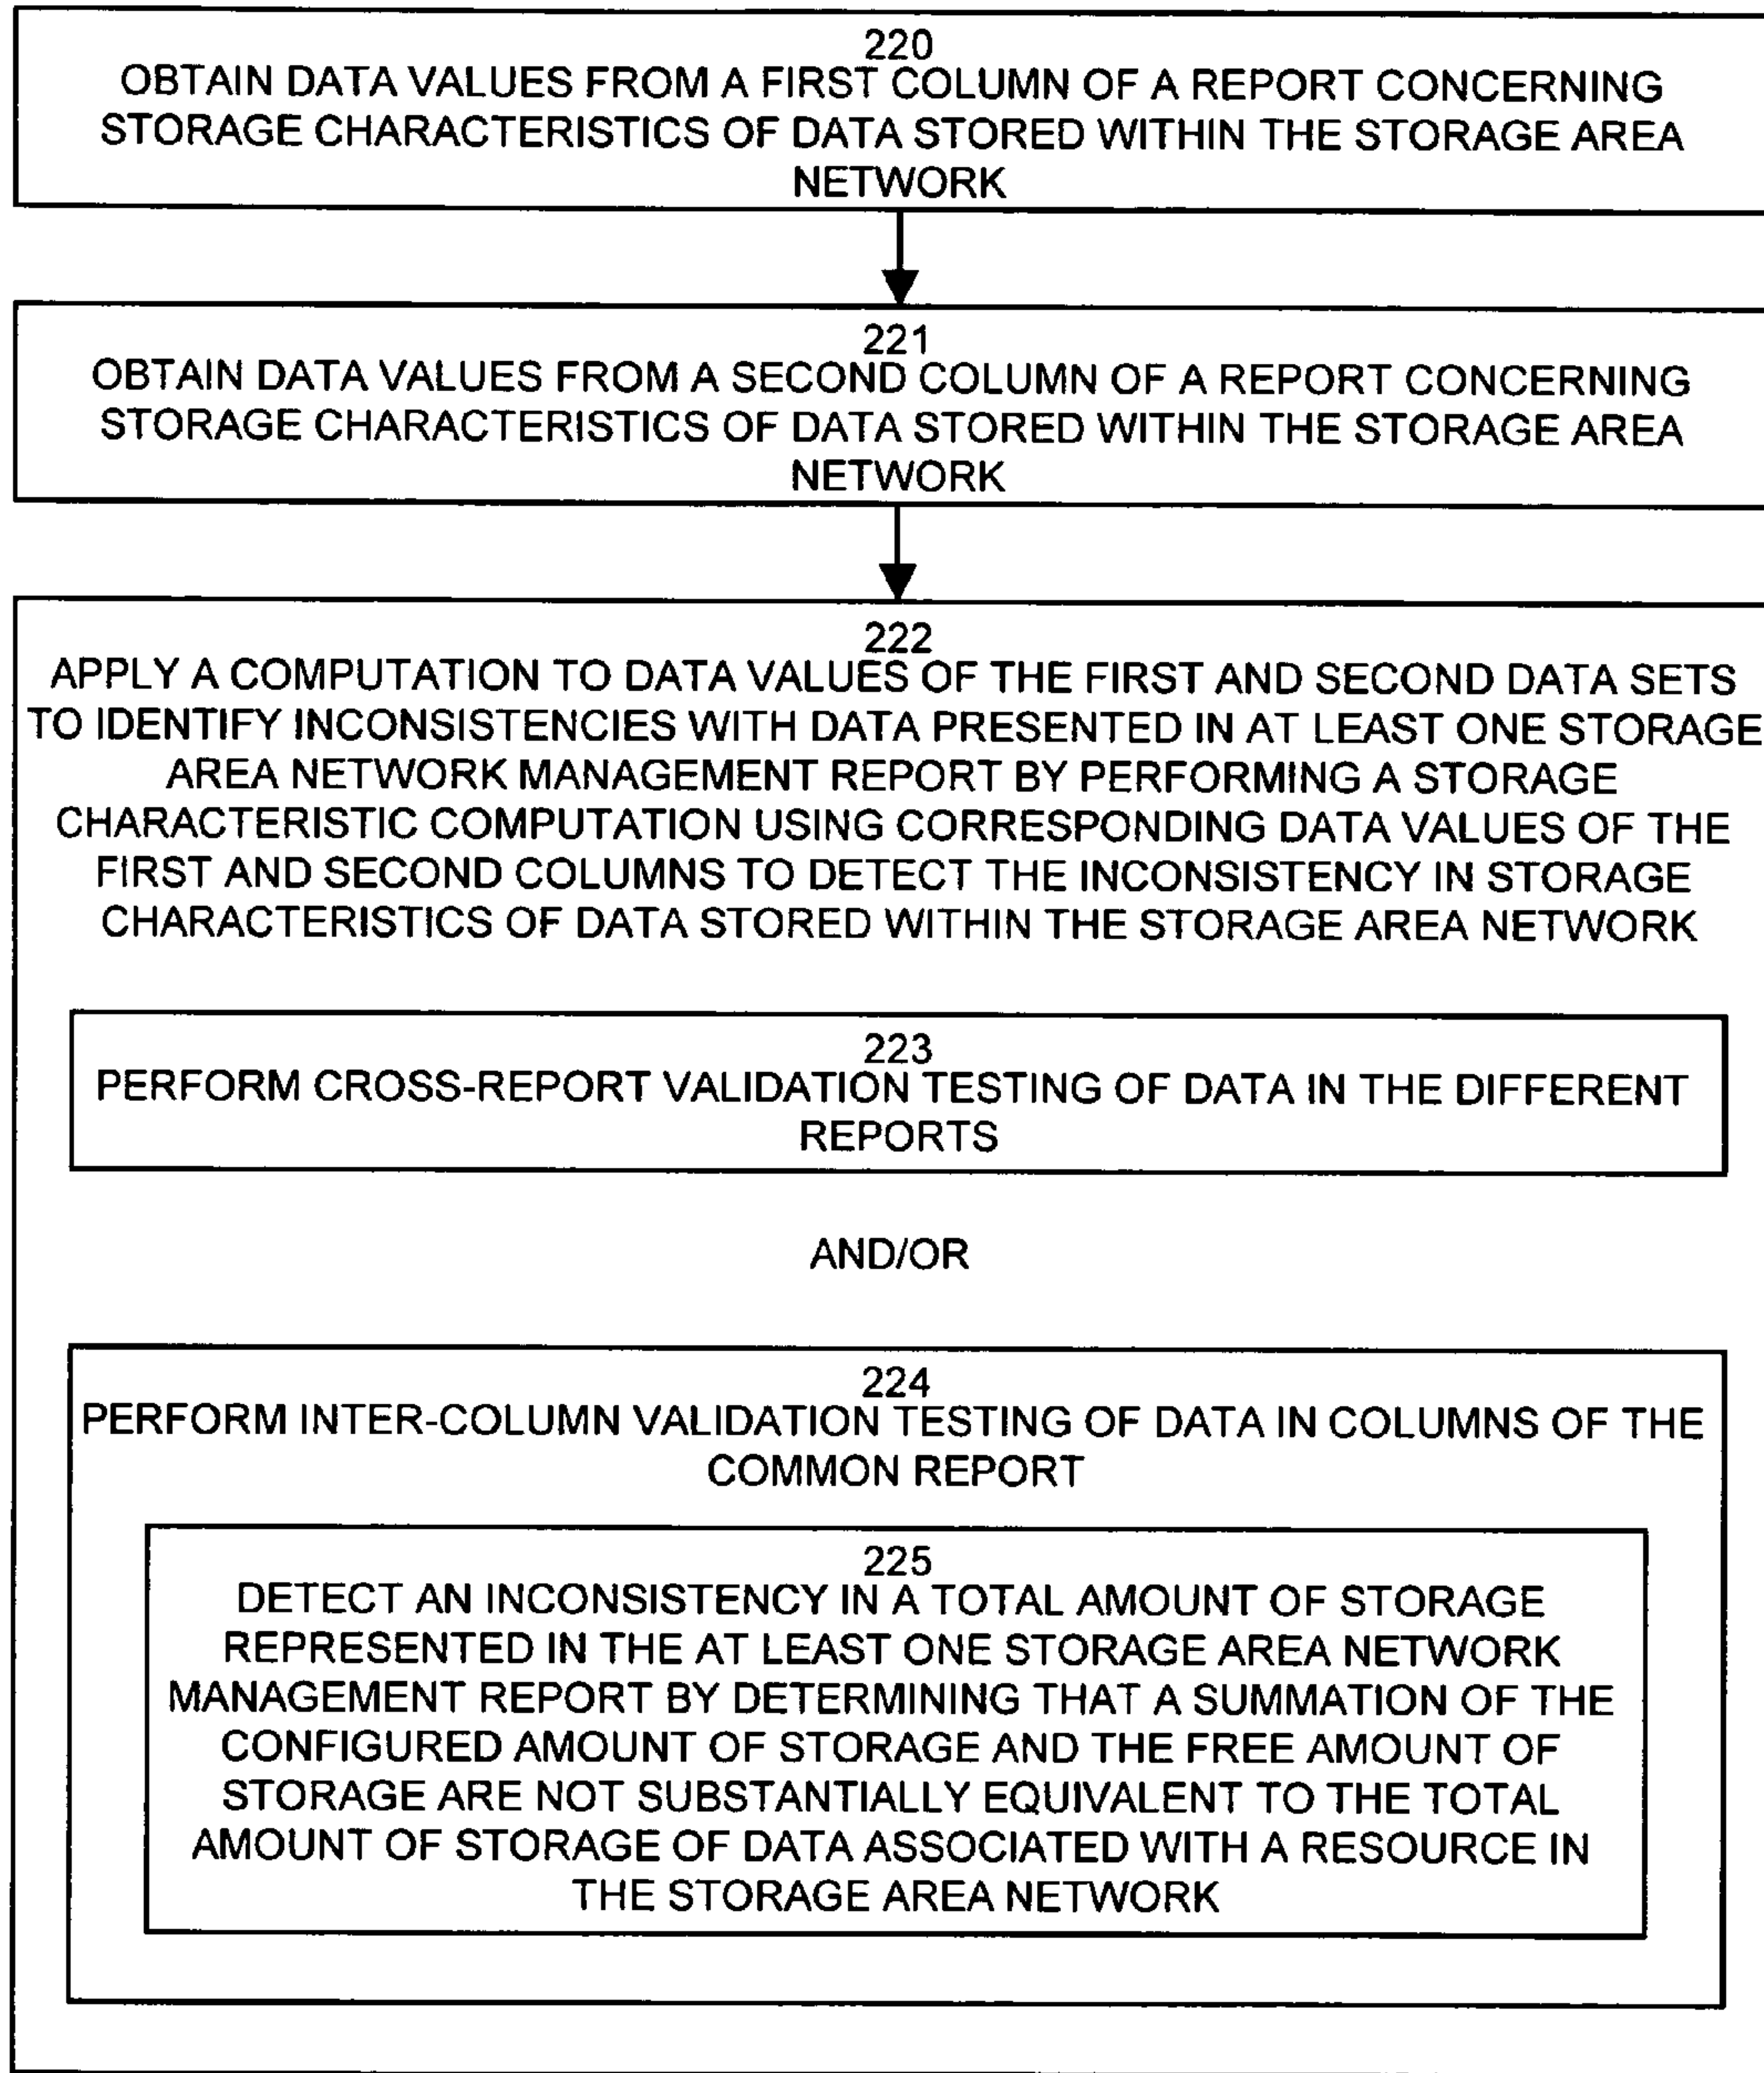 220
OBTAIN DATA VALUES FROM A FIRST COLUMN OF A REPORT CONCERNING
STORAGE CHARACTERISTICS OF DATA STORED WITHIN THE STORAGE AREA
NETWORK
221
OBTAIN DATA VALUES FROM A SECOND COLUMN OF A REPORT CONCERNING
STORAGE CHARACTERISTICS OF DATA STORED WITHIN THE STORAGE AREA
NETWORK
222
APPLY A COMPUTATION TO DATA VALUES OF THE FIRST AND SECOND DATA SETS
TO IDENTIFY INCONSISTENCIES WITH DATA PRESENTED IN AT LEAST ONE STORAGE
AREA NETWORK MANAGEMENT REPORT BY PERFORMING A STORAGE
CHARACTERISTIC COMPUTATION USING CORRESPONDING DATA VALUES OF THE
FIRST AND SECOND COLUMNS TO DETECT THE INCONSISTENCY IN STORAGE
CHARACTERISTICS OF DATA STORED WITHIN THE STORAGE AREA NETWORK
223
PERFORM CROSS-REPORT VALIDATION TESTING OF DATA IN THE DIFFERENT
REPORTS
AND/OR
224
PERFORM INTER-COLUMN VALIDATION TESTING OF DATA IN COLUMNS OF THE
COMMON REPORT
225
DETECT AN INCONSISTENCY IN A TOTAL AMOUNT OF STORAGE
REPRESENTED IN THE AT LEAST ONE STORAGE AREA NETWORK
MANAGEMENT REPORT BY DETERMINING THAT A SUMMATION OF THE
CONFIGURED AMOUNT OF STORAGE AND THE FREE AMOUNT OF
STORAGE ARE NOT SUBSTANTIALLY EQUIVALENT TO THE TOTAL
AMOUNT OF STORAGE OF DATA ASSOCIATED WITH A RESOURCE IN
THE STORAGE AREA NETWORK